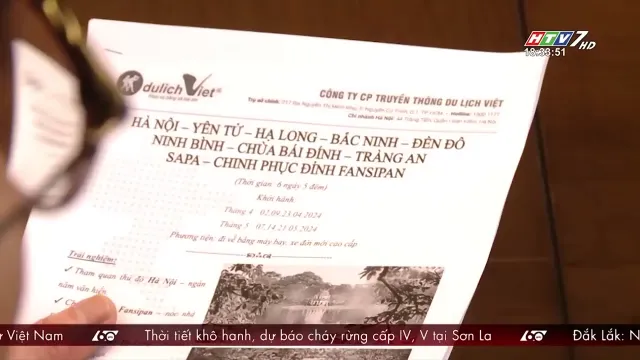 HTV7 HD
18:33:51
dulichViet®
CÔNG TY CP TRUYỀN THÔNG DU LỊCH VIỆT
Trụ sở chính:
Chi nhánh Hà Nội:
HÀ NỘI – YÊN TỬ – HẠ LONG – BẮC NINH – ĐỀN ĐÔ
NINH BÌNH – CHÙA BÁI ĐÍNH – TRÀNG AN
SAPA – CHINH PHỤC ĐỈNH FANSIPAN
(Thời gian: 6 ngày 5 đêm)
Khởi hành:
Tháng 4 02.09.23.04.2024
Tháng 5 07.14.21.05.2024
Phương tiện: đi về bằng máy bay, xe đời mới cao cấp
Trải nghiệm:
✓ Tham quan thủ đô Hà Nội – ngàn
năm văn hiến
Fansipan – nóc nhà
Việt Nam 60 Thời tiết khô hanh, dự báo cháy rừng cấp IV, V tại Sơn La 60 Đắk Lắk: